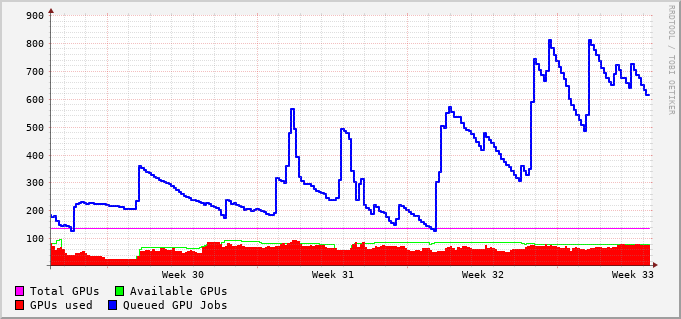 900
800
700
600
500
400
300
200
100
Week 30 Week 31 Week 32 Week 33
Total GPUs Available GPUs
GPUs used Queued GPU Jobs
RRDTOOL / TOBI OETIKER